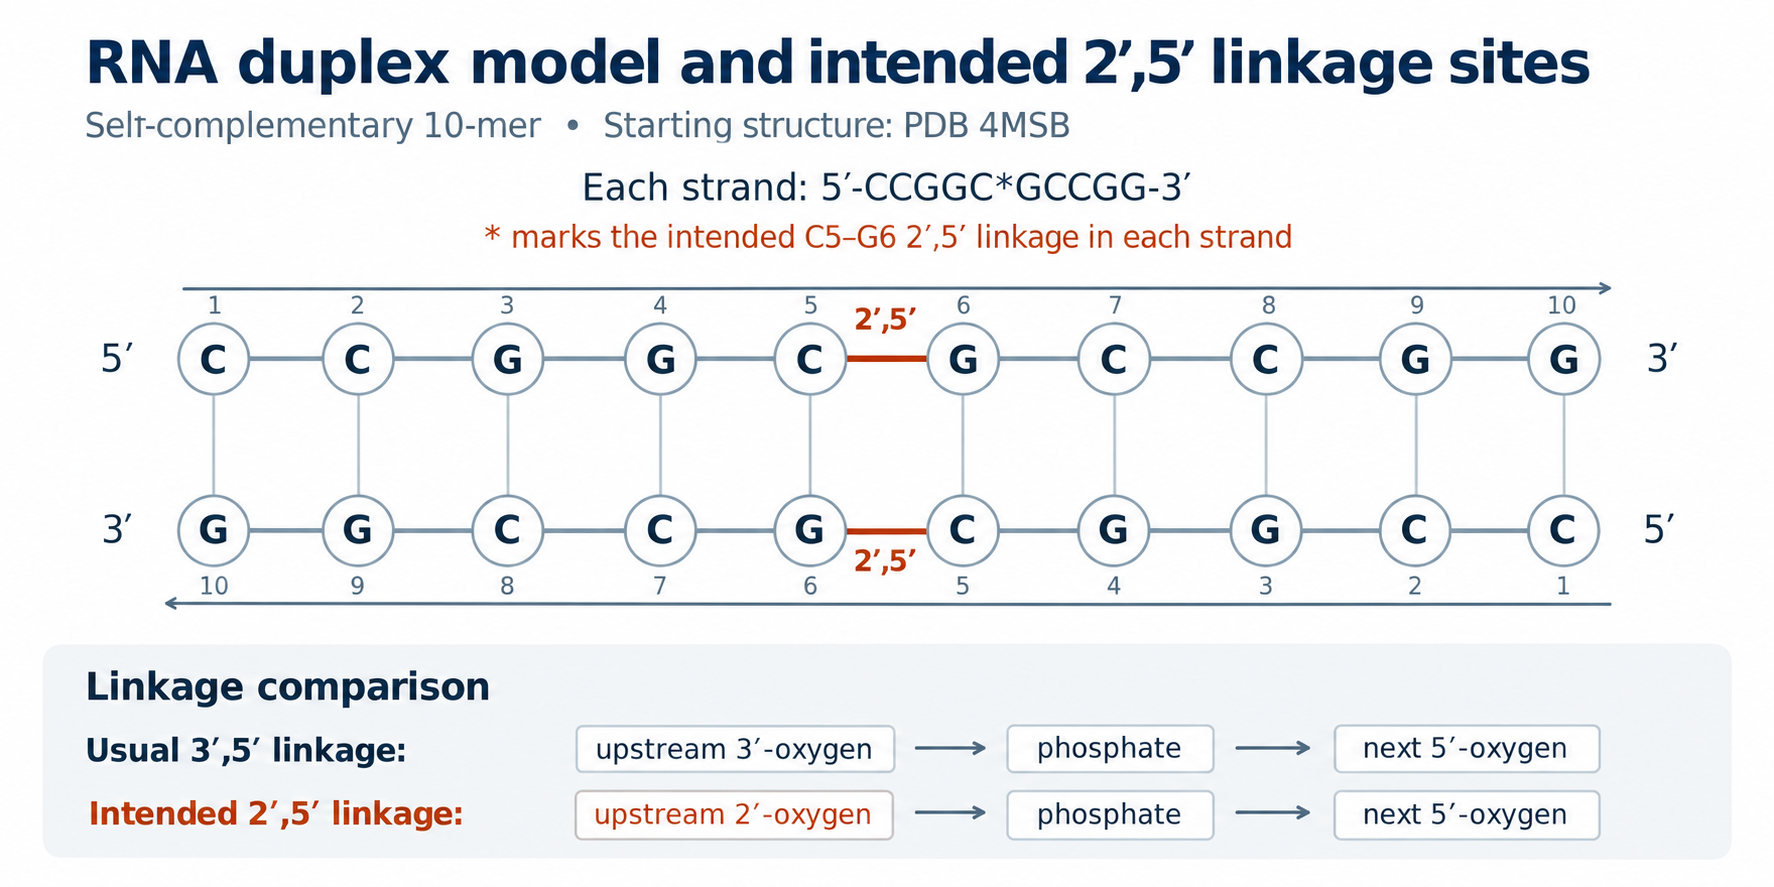 RNA duplex model and intended 2′,5′ linkage sites
Self-complementary 10-mer • Starting structure: PDB 4MSB
Each strand: 5′-CCGGC*GCCGG-3′
* marks the intended C5–G6 2′,5′ linkage in each strand
1 2 3 4 5 2′,5′ 6 7 8 9 10
5′ C C G G C G C C G G 3′
3′ G G C C G C G G C C 5′
10 9 8 7 6 2′,5′ 5 4 3 2 1
Linkage comparison
Usual 3′,5′ linkage: upstream 3′-oxygen → phosphate → next 5′-oxygen
Intended 2′,5′ linkage: upstream 2′-oxygen → phosphate → next 5′-oxygen